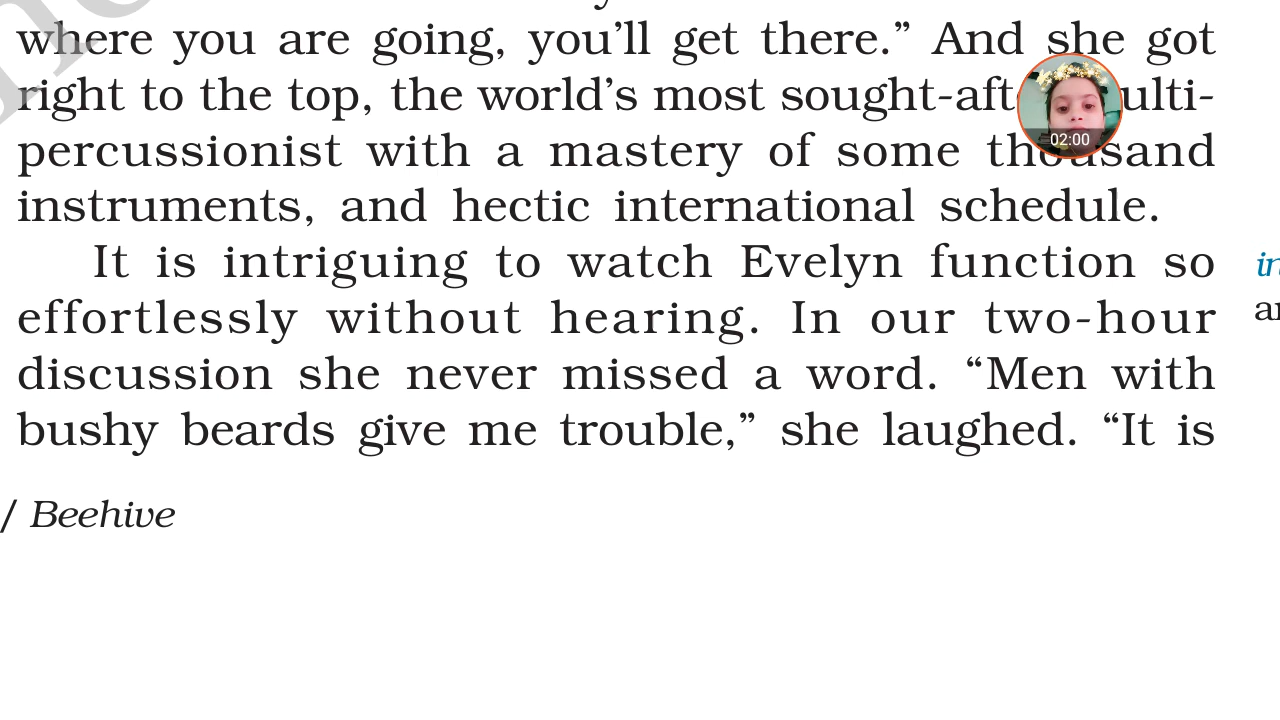 where you are going, you’ll get there.” And she got
right to the top, the world’s most
percussionist with a mastery of some thousand
instruments, and hectic international schedule.
It is intriguing to watch Evelyn function so
effortlessly without hearing. In our two-hour
discussion she never missed a word. “Men with
bushy beards give me trouble,” she laughed. “It is
/ Beehive
02:00